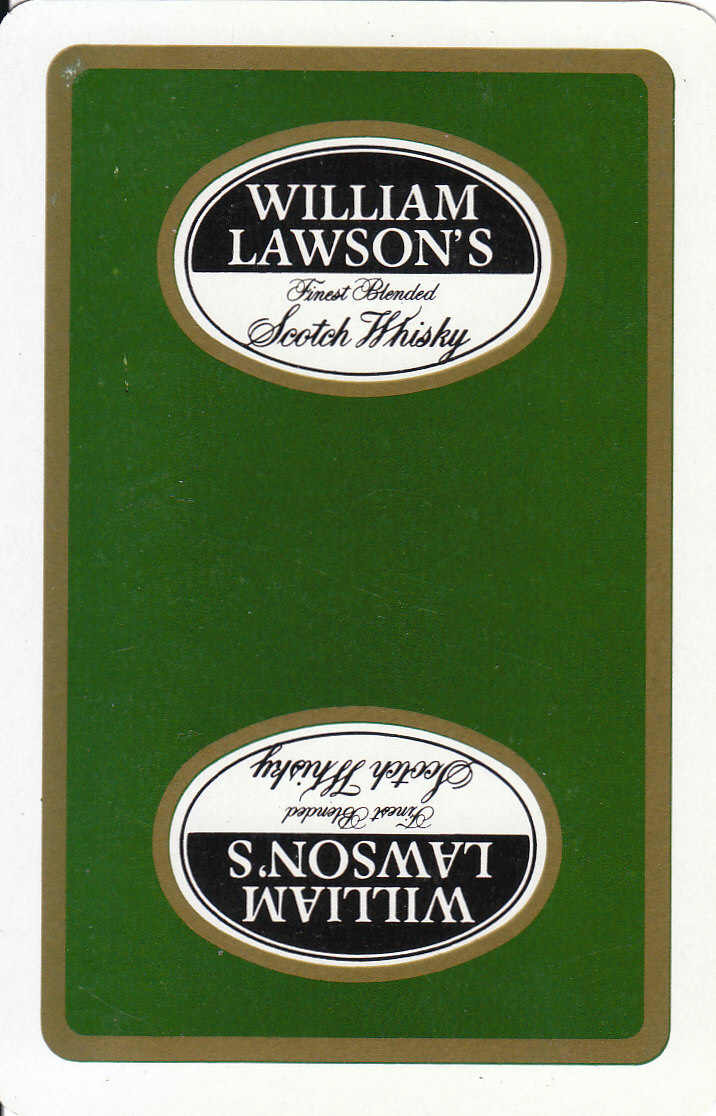 WILLIAM
LAWSON'S
Finest Blended
Scotch Whisky
WILLIAM
LAWSON'S
Finest Blended
Scotch Whisky